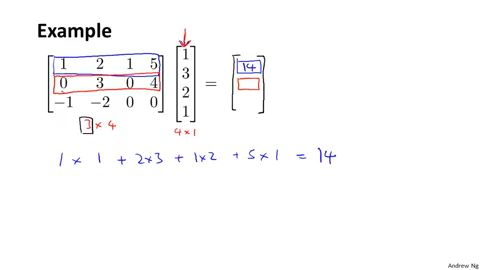 Example
1 2 1 5 1
0 3 0 4 3 = 14
-1 -2 0 0 2
1
3 × 4 4 × 1
1 × 1 + 2 × 3 + 1 × 2 + 5 × 1 = 14
Andrew Ng